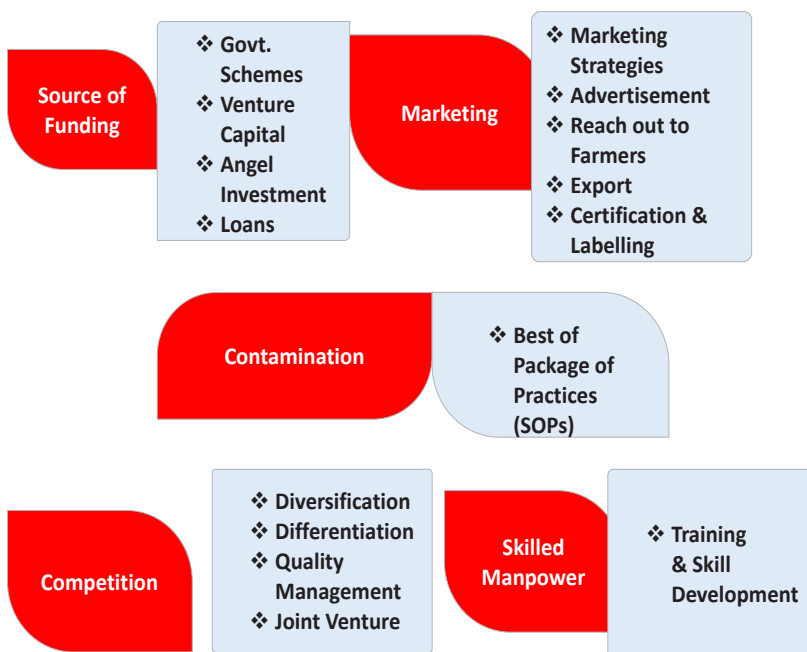 Source of
Funding
❖ Govt.
Schemes
❖ Venture
Capital
❖ Angel
Investment
❖ Loans
Marketing
❖ Marketing
Strategies
❖ Advertisement
❖ Reach out to
Farmers
❖ Export
❖ Certification &
Labelling
Contamination
❖ Best of
Package of
Practices
(SOPs)
Competition
❖ Diversification
❖ Differentiation
❖ Quality
Management
❖ Joint Venture
Skilled
Manpower
❖ Training
& Skill
Development